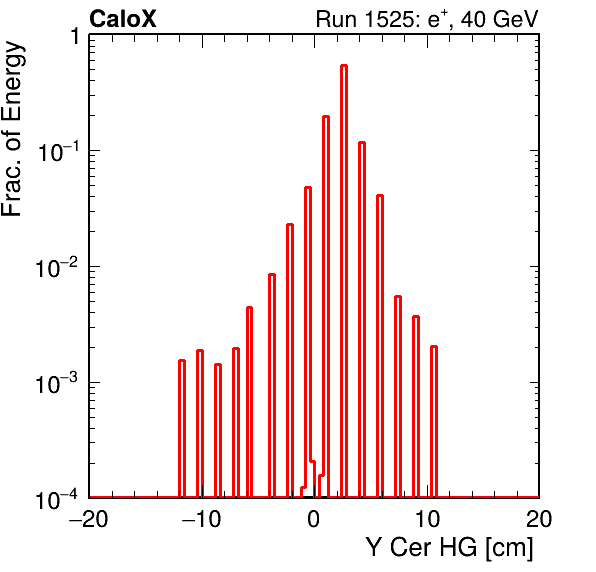 CaloX Run 1525: e⁺, 40 GeV
Frac. of Energy
1
10⁻¹
10⁻²
10⁻³
10⁻⁴
−20 −10 0 10 20
Y Cer HG [cm]